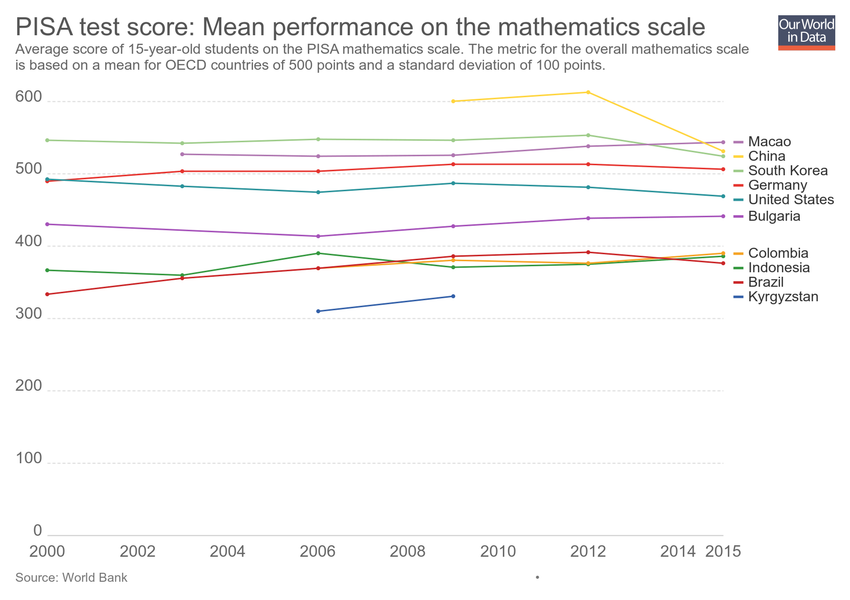 PISA test score: Mean performance on the mathematics scale
Our World
in Data
Average score of 15-year-old students on the PISA mathematics scale. The metric for the overall mathematics scale
is based on a mean for OECD countries of 500 points and a standard deviation of 100 points.
600
500
400
300
200
100
0
Macao
China
South Korea
Germany
United States
Bulgaria
Colombia
Indonesia
Brazil
Kyrgyzstan
2000 2002 2004 2006 2008 2010 2012 2014 2015
Source: World Bank